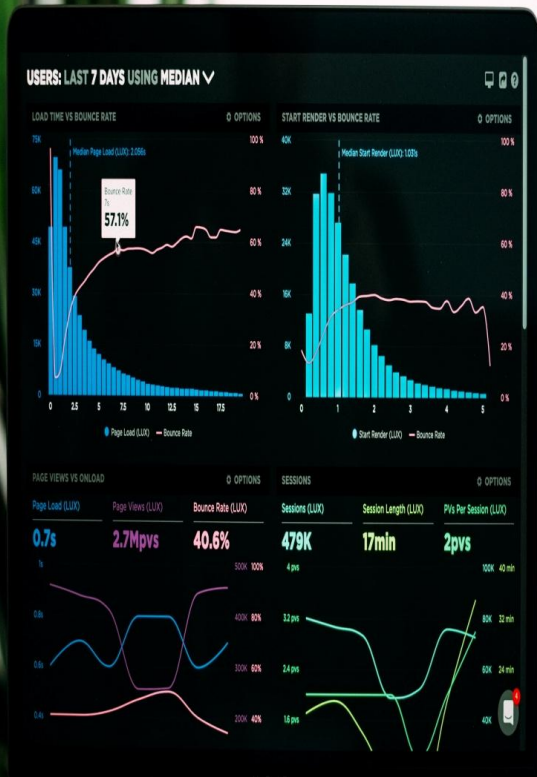 USERS: LAST 7 DAYS USING MEDIAN
LOAD TIME VS BOUNCE RATE
OPTIONS
75K
60K
45K
30K
15K
0
100 %
80 %
60 %
40 %
20 %
0 %
Median Page Load (LUX): 2.056s
Bounce Rate
7s
57.1%
0 2.5 5 7.5 10 12.5 15 17.5
Page Load (LUX) Bounce Rate
START RENDER VS BOUNCE RATE
OPTIONS
40K
32K
24K
16K
8K
0
100 %
80 %
60 %
40 %
20 %
0 %
Median Start Render (LUX): 1.031s
0 1 2 3 4 5
Start Render (LUX) Bounce Rate
PAGE VIEWS VS ONLOAD
OPTIONS
Page Load (LUX) Page Views (LUX) Bounce Rate (LUX)
0.7s 2.7Mpvs 40.6%
1s 500K 100%
0.8s 400K 80%
0.6s 300K 60%
0.4s 200K 40%
SESSIONS
OPTIONS
Sessions (LUX) Session Length (LUX) PVs Per Session (LUX)
479K 17min 2pvs
4 pvs 100K 40 min
3.2 pvs 80K 32 min
2.4 pvs 60K 24 min
1.6 pvs 40K
4